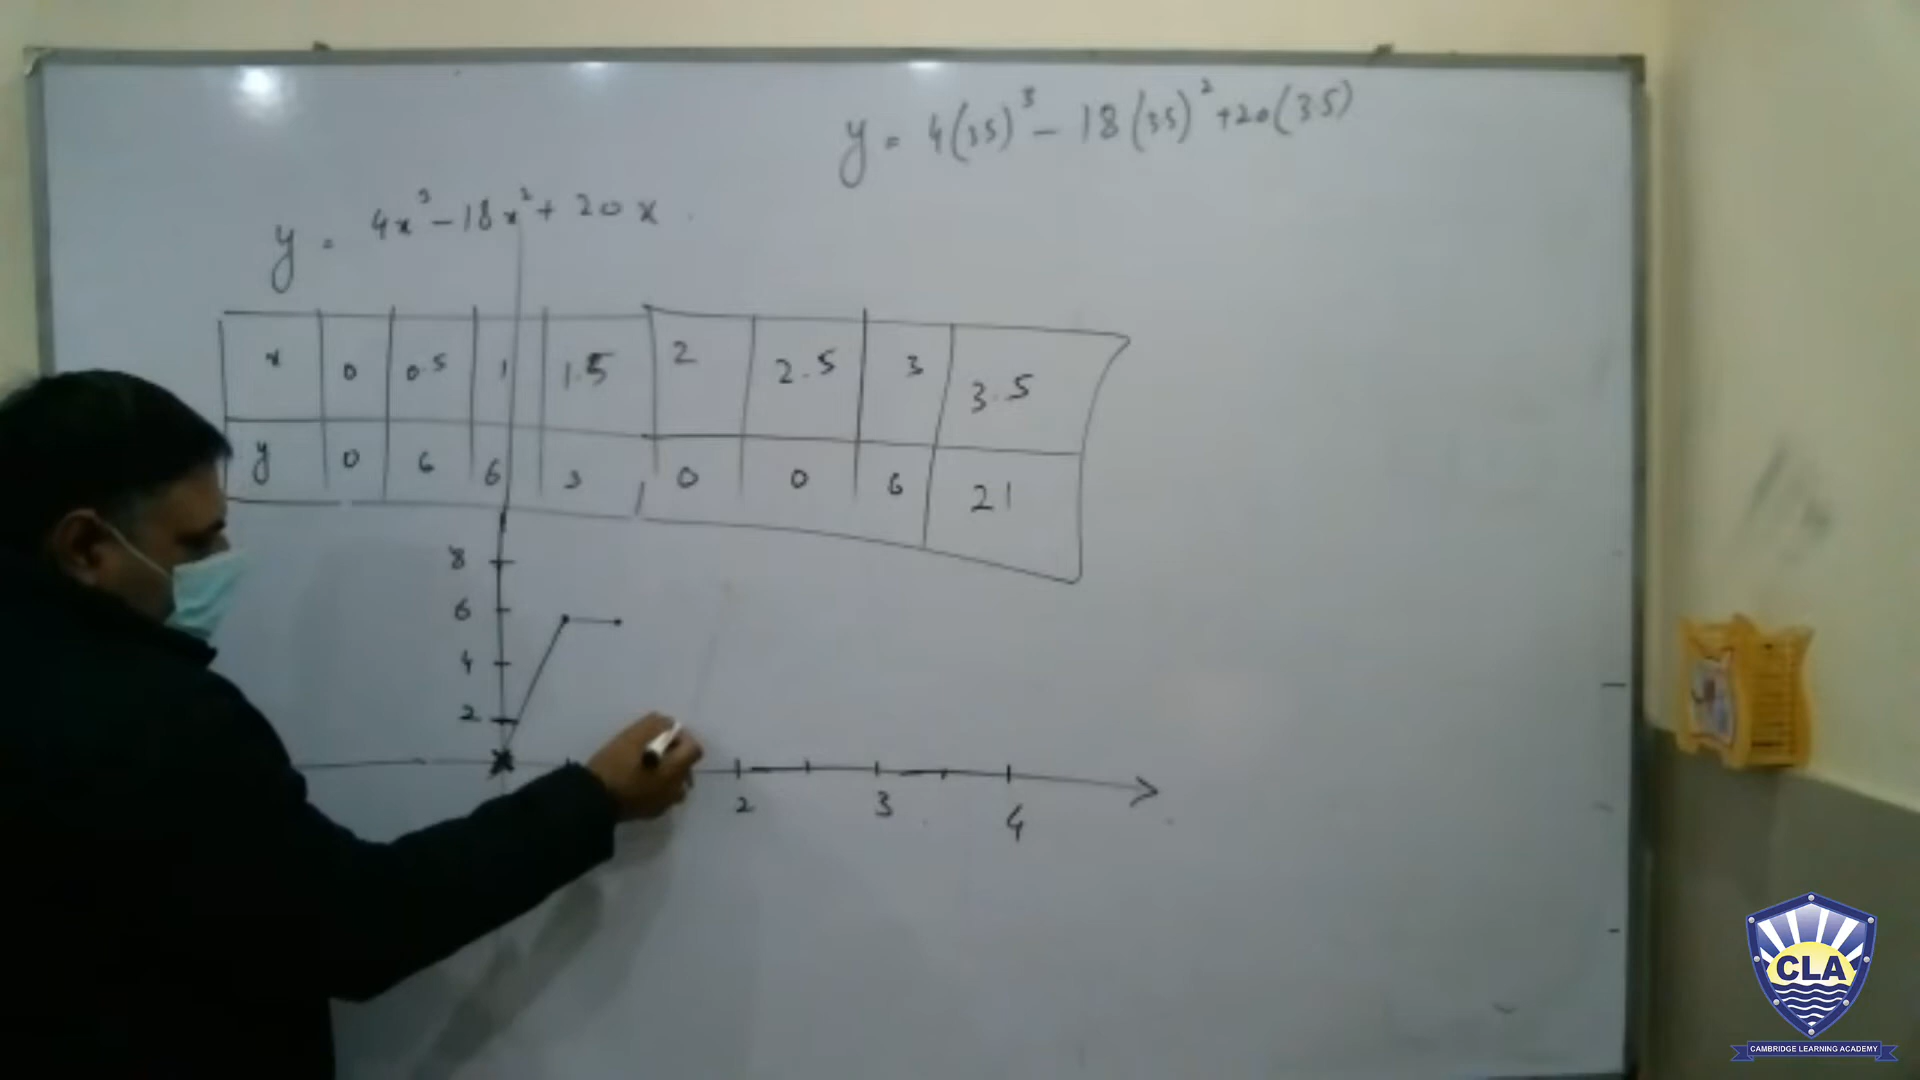 y = 4(3.5)³ - 18(3.5)² + 20(3.5)
y = 4x³ - 18x² + 20x
x 0 0.5 1 1.5 2 2.5 3 3.5
y 0 6 6 3 0 0 6 21
8
6
4
2
2 3 4
CLA
CAMBRIDGE LEARNING ACADEMY